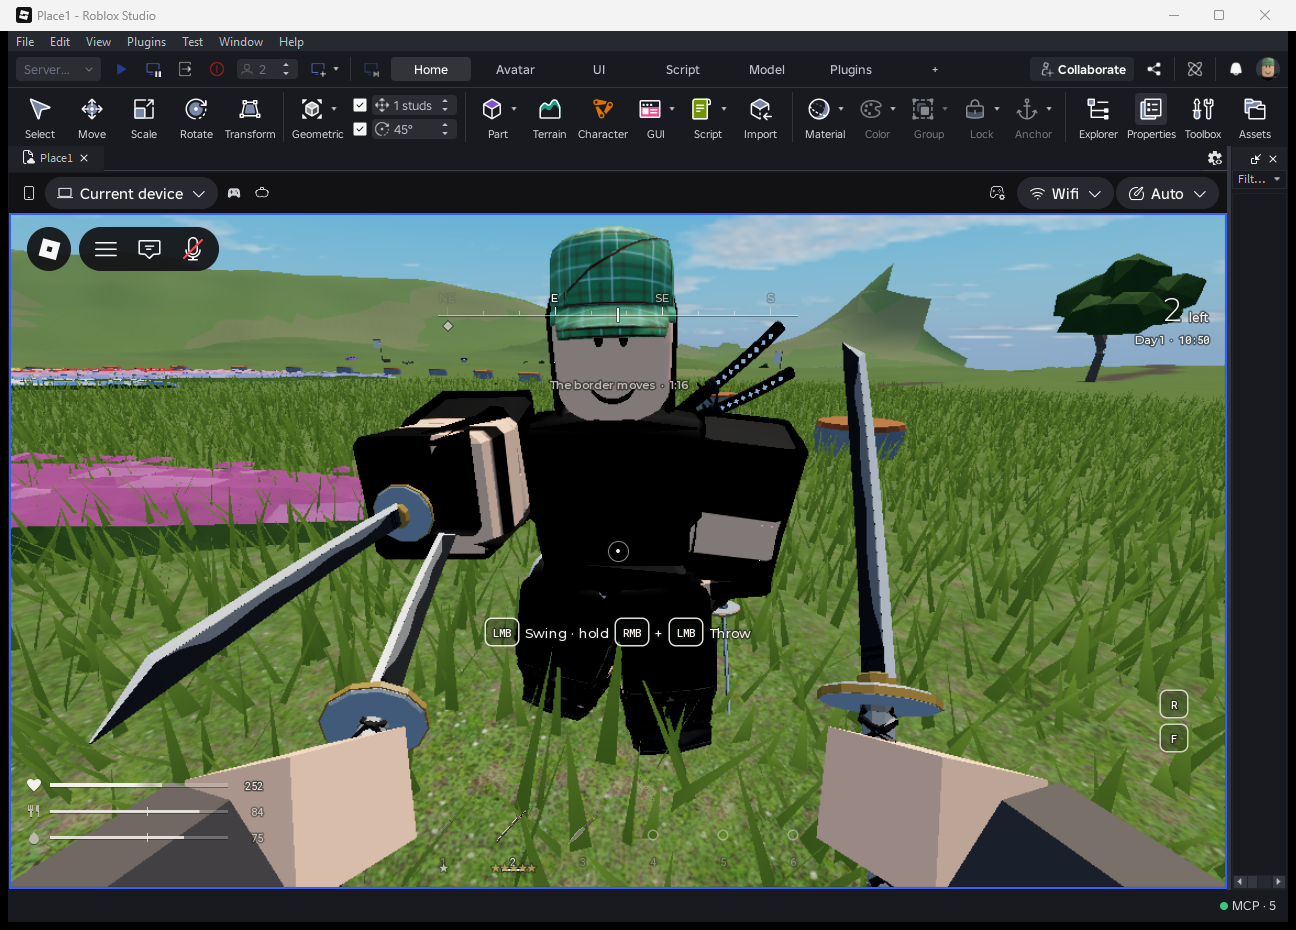 Place1 - Roblox Studio
File Edit View Plugins Test Window Help
Server... 2 Home Avatar UI Script Model Plugins + Collaborate
1 studs
45°
Select Move Scale Rotate Transform Geometric Part Terrain Character GUI Script Import Material Color Group Lock Anchor Explorer Properties Toolbox Assets
Place1
Filt...
Current device Wifi Auto
NE E SE S
2 left
Day1 · 10:50
The border moves · 1:16
LMB Swing · hold RMB + LMB Throw
R
F
252
84
75
1 2 3 4 5 6
MCP · 5